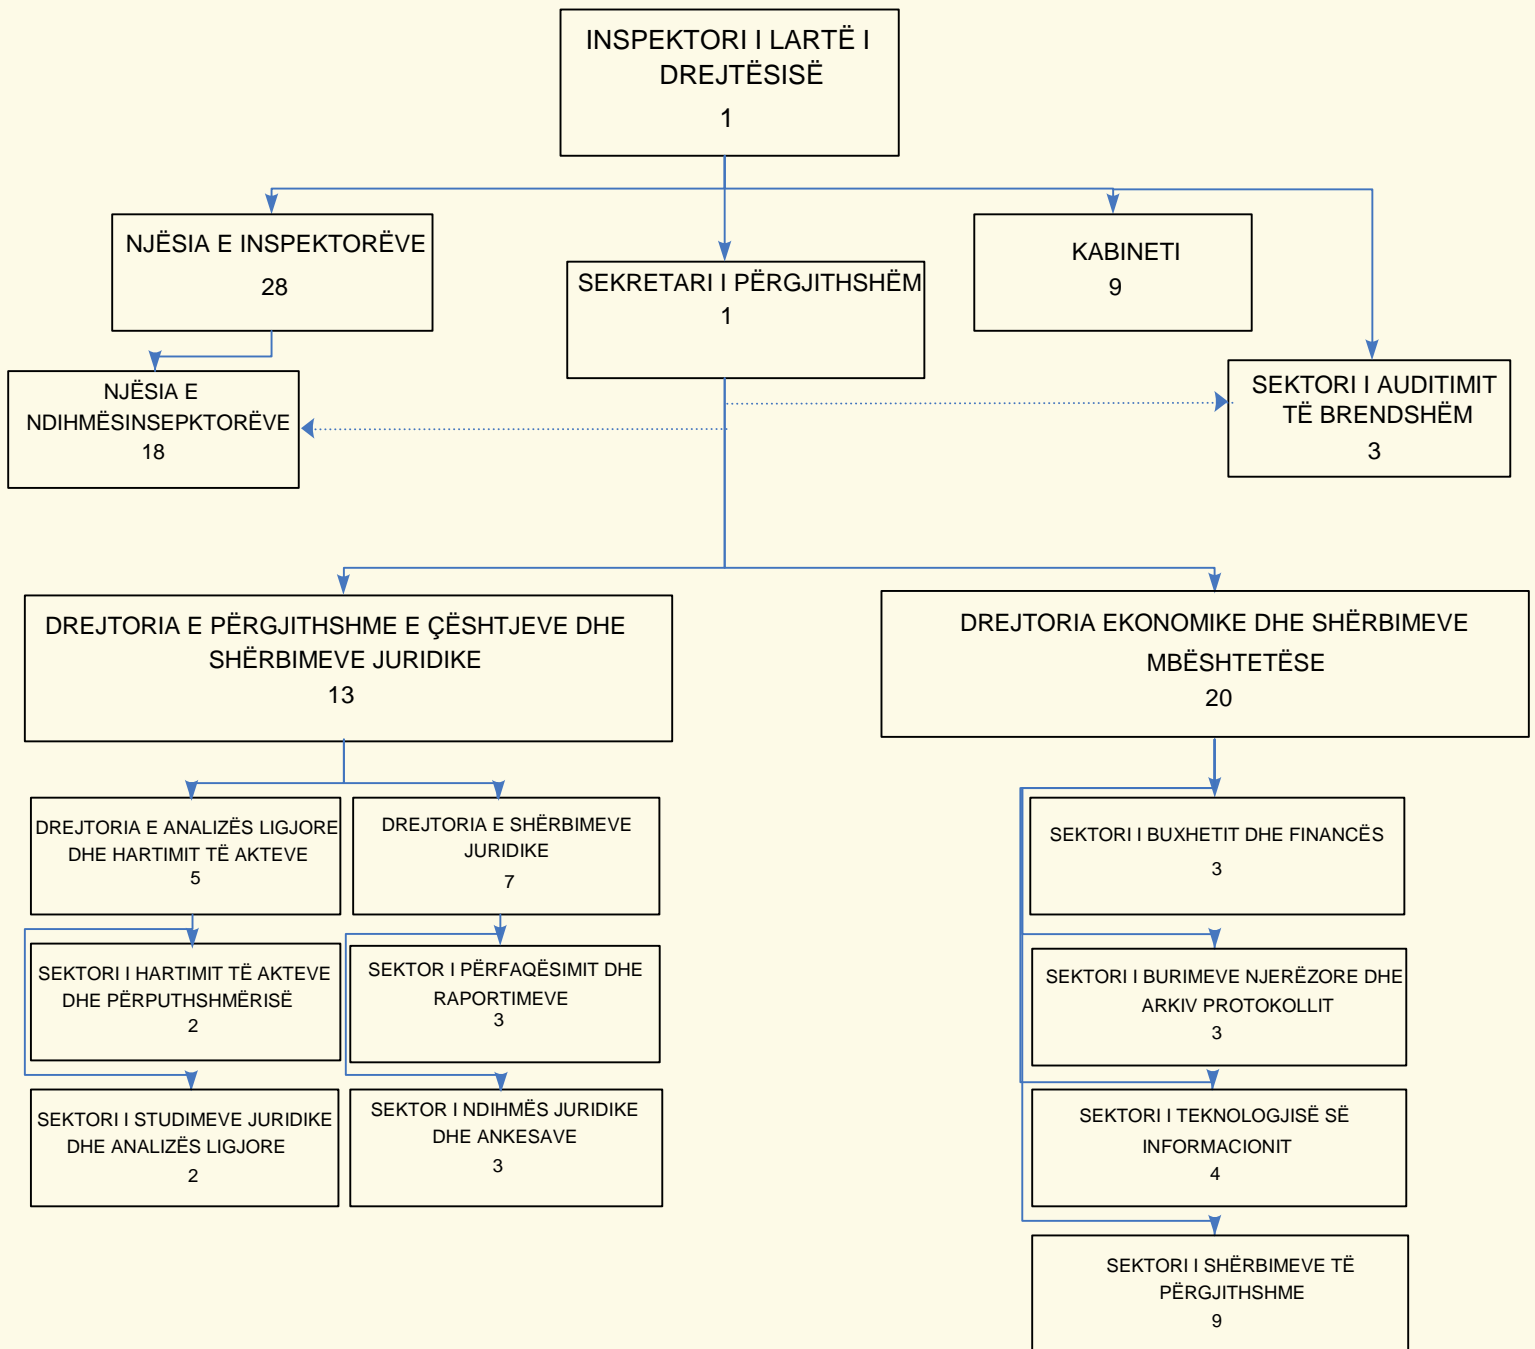 INSPEKTORI I LARTË I
DREJTËSISË
1
NJËSIA E INSPEKTORËVE
28
SEKRETARI I PËRGJITHSHËM
1
KABINETI
9
NJËSIA E
NDIHMËSINSEPKTORËVE
18
SEKTORI I AUDITIMIT
TË BRENDSHËM
3
DREJTORIA E PËRGJITHSHME E ÇËSHTJEVE DHE
SHËRBIMEVE JURIDIKE
13
DREJTORIA EKONOMIKE DHE SHËRBIMEVE
MBËSHTETËSE
20
DREJTORIA E ANALIZËS LIGJORE
DHE HARTIMIT TË AKTEVE
5
DREJTORIA E SHËRBIMEVE
JURIDIKE
7
SEKTORI I BUXHETIT DHE FINANCËS
3
SEKTORI I HARTIMIT TË AKTEVE
DHE PËRPUTHSHMËRISË
2
SEKTOR I PËRFAQËSIMIT DHE
RAPORTIMEVE
3
SEKTORI I BURIMEVE NJERËZORE DHE
ARKIV PROTOKOLLIT
3
SEKTORI I STUDIMEVE JURIDIKE
DHE ANALIZËS LIGJORE
2
SEKTOR I NDIHMËS JURIDIKE
DHE ANKESAVE
3
SEKTORI I TEKNOLOGJISË SË
INFORMACIONIT
4
SEKTORI I SHËRBIMEVE TË
PËRGJITHSHME
9